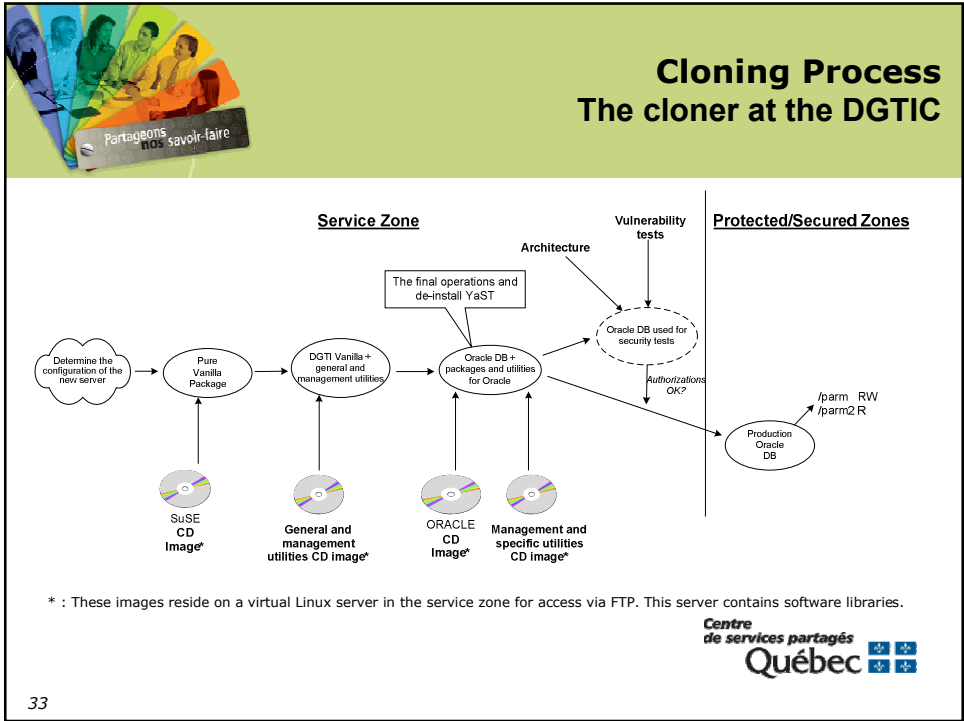 Partageons
nos savoir-faire
Cloning Process
The cloner at the DGTIC
Service Zone
Vulnerability
tests
Protected/Secured Zones
Architecture
The final operations and
de-install YaST
Oracle DB used for
security tests
Determine the
configuration of the
new server
Pure
Vanilla
Package
DGTI Vanilla +
general and
management utilities
Oracle DB +
packages and utilities
for Oracle
Authorizations
OK?
/parm RW
/parm2 R
Production
Oracle
DB
SuSE
CD
Image*
General and
management
utilities CD image*
ORACLE
CD
Image*
Management and
specific utilities
CD image*
* : These images reside on a virtual Linux server in the service zone for access via FTP. This server contains software libraries.
Centre
de services partagés
Québec
33